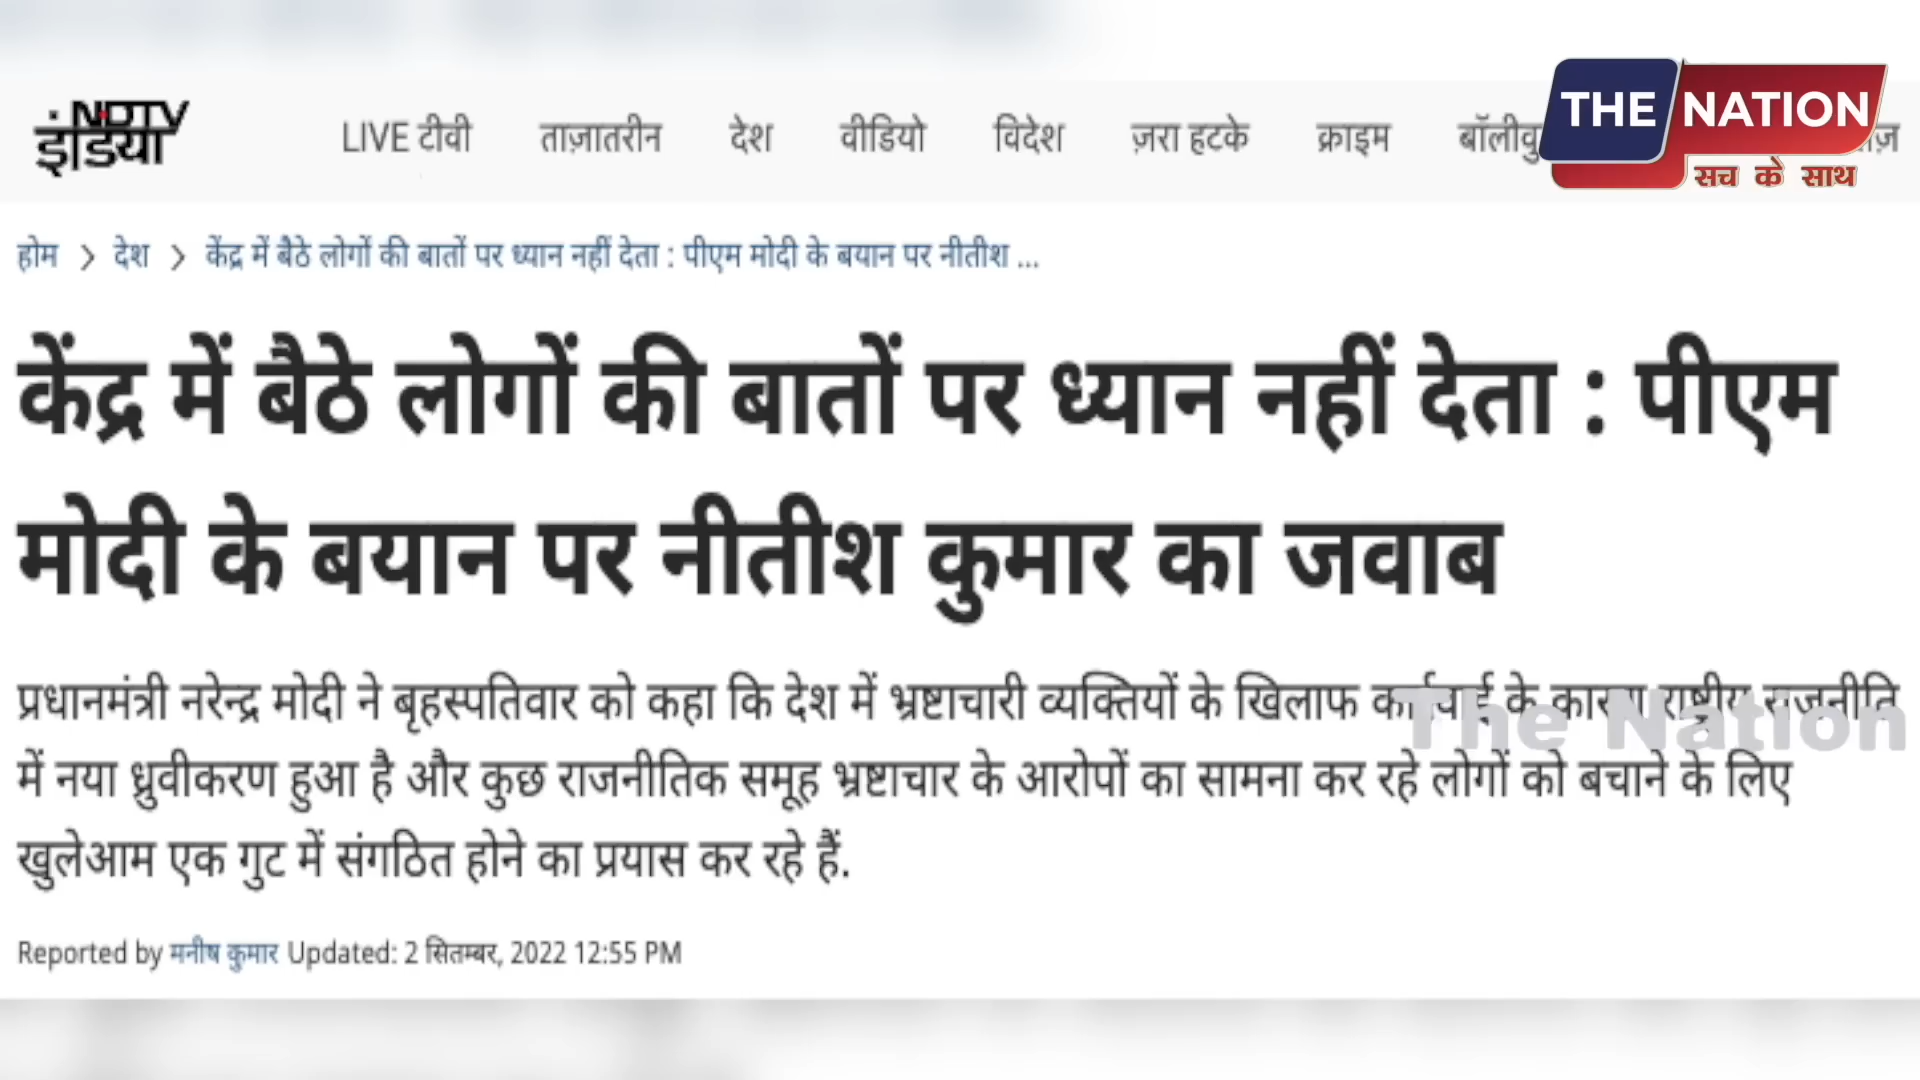 NDTV
इंडिया
LIVE टीवी ताज़ातरीन देश वीडियो विदेश ज़रा हटके क्राइम
THE NATION
सच के साथ
होम > देश > केंद्र में बैठे लोगों की बातों पर ध्यान नहीं देता : पीएम मोदी के बयान पर नीतीश ...
केंद्र में बैठे लोगों की बातों पर ध्यान नहीं देता : पीएम
मोदी के बयान पर नीतीश कुमार का जवाब
प्रधानमंत्री नरेन्द्र मोदी ने बृहस्पतिवार को कहा कि देश में भ्रष्टाचारी व्यक्तियों के खिलाफ कार्रवाई के कारण राष्ट्रीय राजनीति
The Nation
में नया ध्रुवीकरण हुआ है और कुछ राजनीतिक समूह भ्रष्टाचार के आरोपों का सामना कर रहे लोगों को बचाने के लिए
खुलेआम एक गुट में संगठित होने का प्रयास कर रहे हैं.
Reported by मनीष कुमार Updated: 2 सितम्बर, 2022 12:55 PM